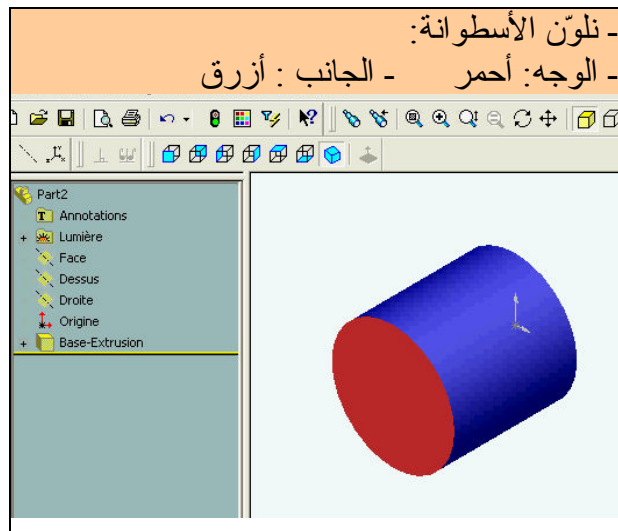 - نلوّن الأسطوانة:
- الوجه: أحمر - الجانب : أزرق
Part2
Annotations
Lumière
Face
Dessus
Droite
Origine
Base-Extrusion